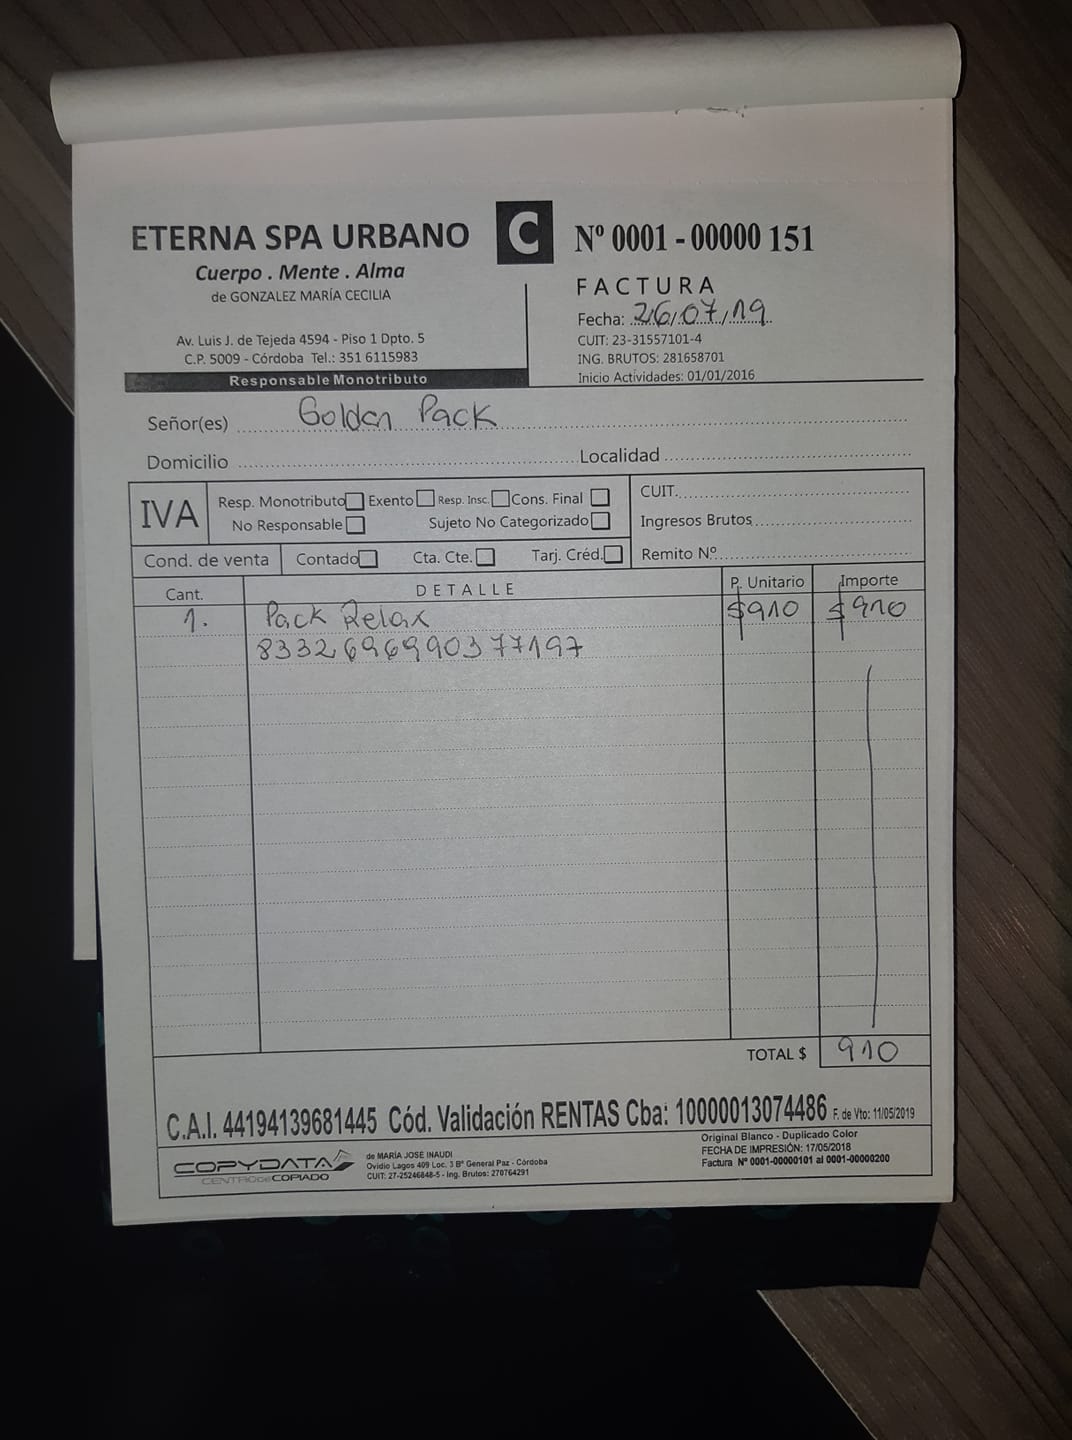 ETERNA SPA URBANO
Cuerpo . Mente . Alma
de GONZALEZ MARÍA CECILIA
Av. Luis J. de Tejeda 4594 - Piso 1 Dpto. 5
C.P. 5009 - Córdoba Tel.: 351 6115983
Responsable Monotributo
C
Nº 0001 - 00000 151
FACTURA
Fecha: 26/07/19
CUIT: 23-31557101-4
ING. BRUTOS: 281658701
Inicio Actividades: 01/01/2016
Señor(es) Golden Pack
Domicilio Localidad
IVA
Resp. Monotributo Exento Resp. Insc. Cons. Final
No Responsable Sujeto No Categorizado
CUIT.
Ingresos Brutos
Cond. de venta Contado Cta. Cte. Tarj. Créd. Remito Nº
Cant. DETALLE P. Unitario Importe
1. Pack Relax $910 $910
8332696990377197
TOTAL $ 910
C.A.I. 44194139681445 Cód. Validación RENTAS Cba: 10000013074486 F. de Vto: 11/05/2019
COPYDATA
CENTRO DE COPIADO
de MARÍA JOSÉ INAUDI
Ovidio Lagos 409 Loc. 3 Bº General Paz - Córdoba
CUIT: 27-25246848-5 - Ing. Brutos: 270764291
Original Blanco - Duplicado Color
FECHA DE IMPRESIÓN: 17/05/2018
Factura Nº 0001-00000101 al 0001-00000200